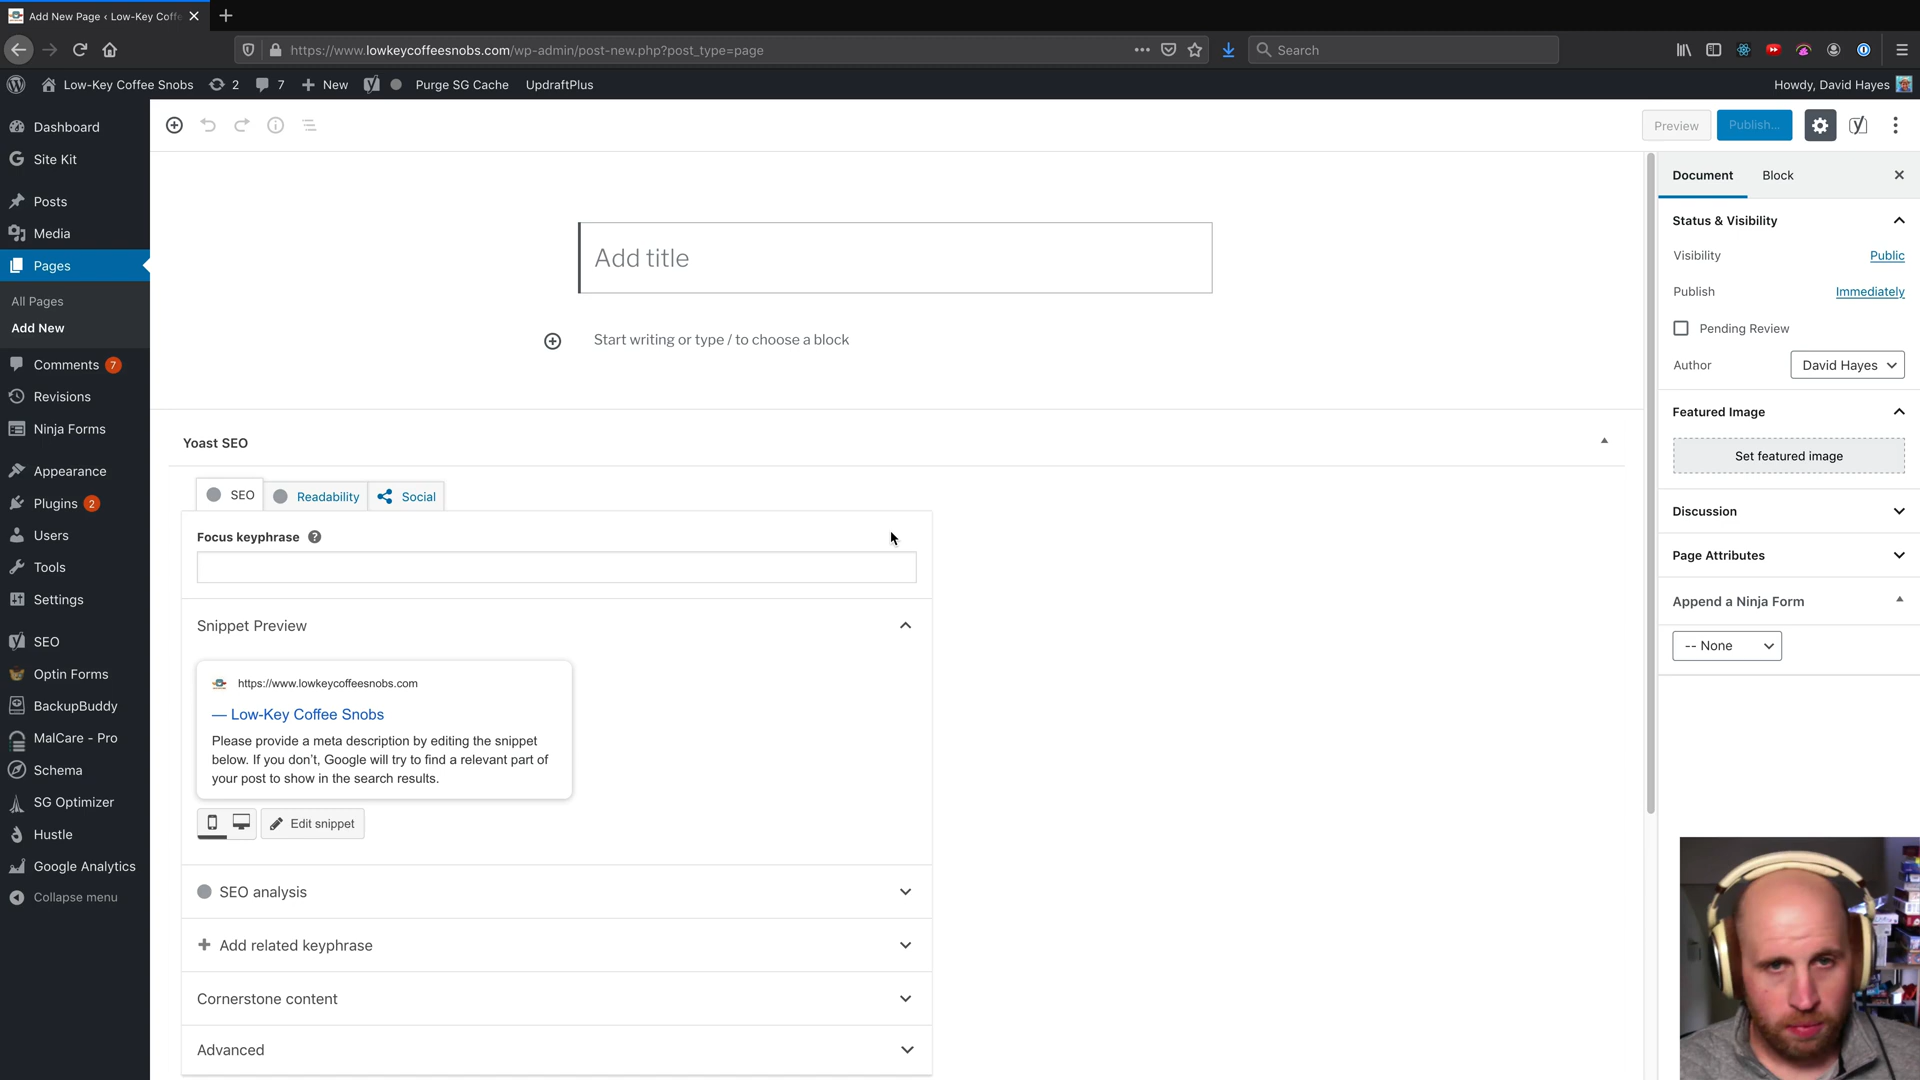 Add New Page ‹ Low-Key Coffe
https://www.lowkeycoffeesnobs.com/wp-admin/post-new.php?post_type=page
Search
Low-Key Coffee Snobs
2
7
New
Purge SG Cache
UpdraftPlus
Howdy, David Hayes
Dashboard
Site Kit
Posts
Media
Pages
All Pages
Add New
Comments 7
Revisions
Ninja Forms
Appearance
Plugins 2
Users
Tools
Settings
SEO
Optin Forms
BackupBuddy
MalCare - Pro
Schema
SG Optimizer
Hustle
Google Analytics
Collapse menu
Preview
Publish...
Add title
Start writing or type / to choose a block
Yoast SEO
SEO
Readability
Social
Focus keyphrase
Snippet Preview
https://www.lowkeycoffeesnobs.com
— Low-Key Coffee Snobs
Please provide a meta description by editing the snippet
below. If you don’t, Google will try to find a relevant part of
your post to show in the search results.
Edit snippet
SEO analysis
Add related keyphrase
Cornerstone content
Advanced
Document
Block
Status & Visibility
Visibility
Public
Publish
Immediately
Pending Review
Author
David Hayes
Featured Image
Set featured image
Discussion
Page Attributes
Append a Ninja Form
-- None